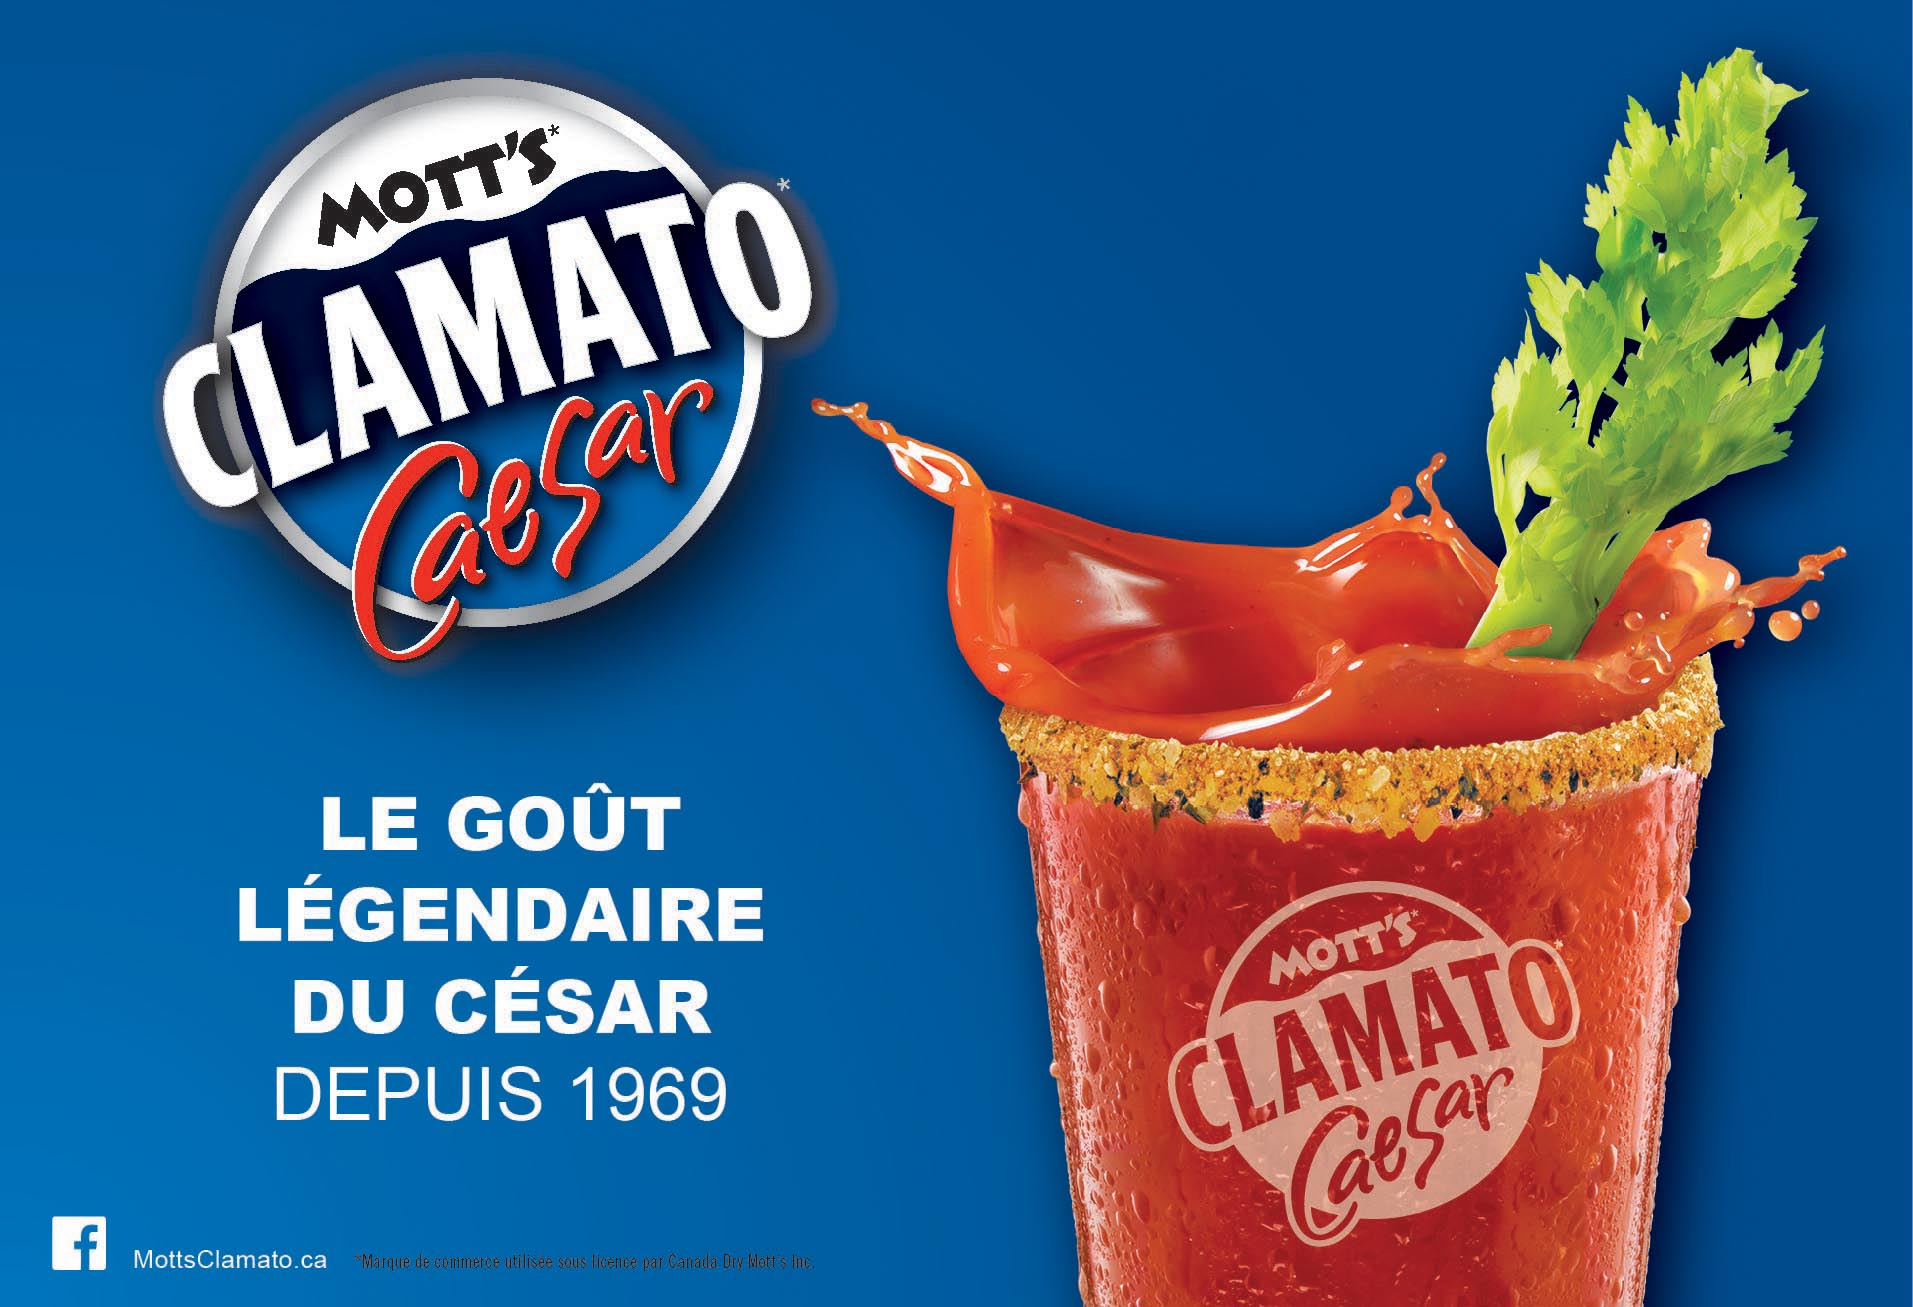 MOTT'S*
CLAMATO*
Caesar
LE GOÛT
LÉGENDAIRE
DU CÉSAR
DEPUIS 1969
MOTT'S*
CLAMATO*
Caesar
f
MottsClamato.ca
*Marque de commerce utilisée sous licence par Canada Dry Mott's Inc.